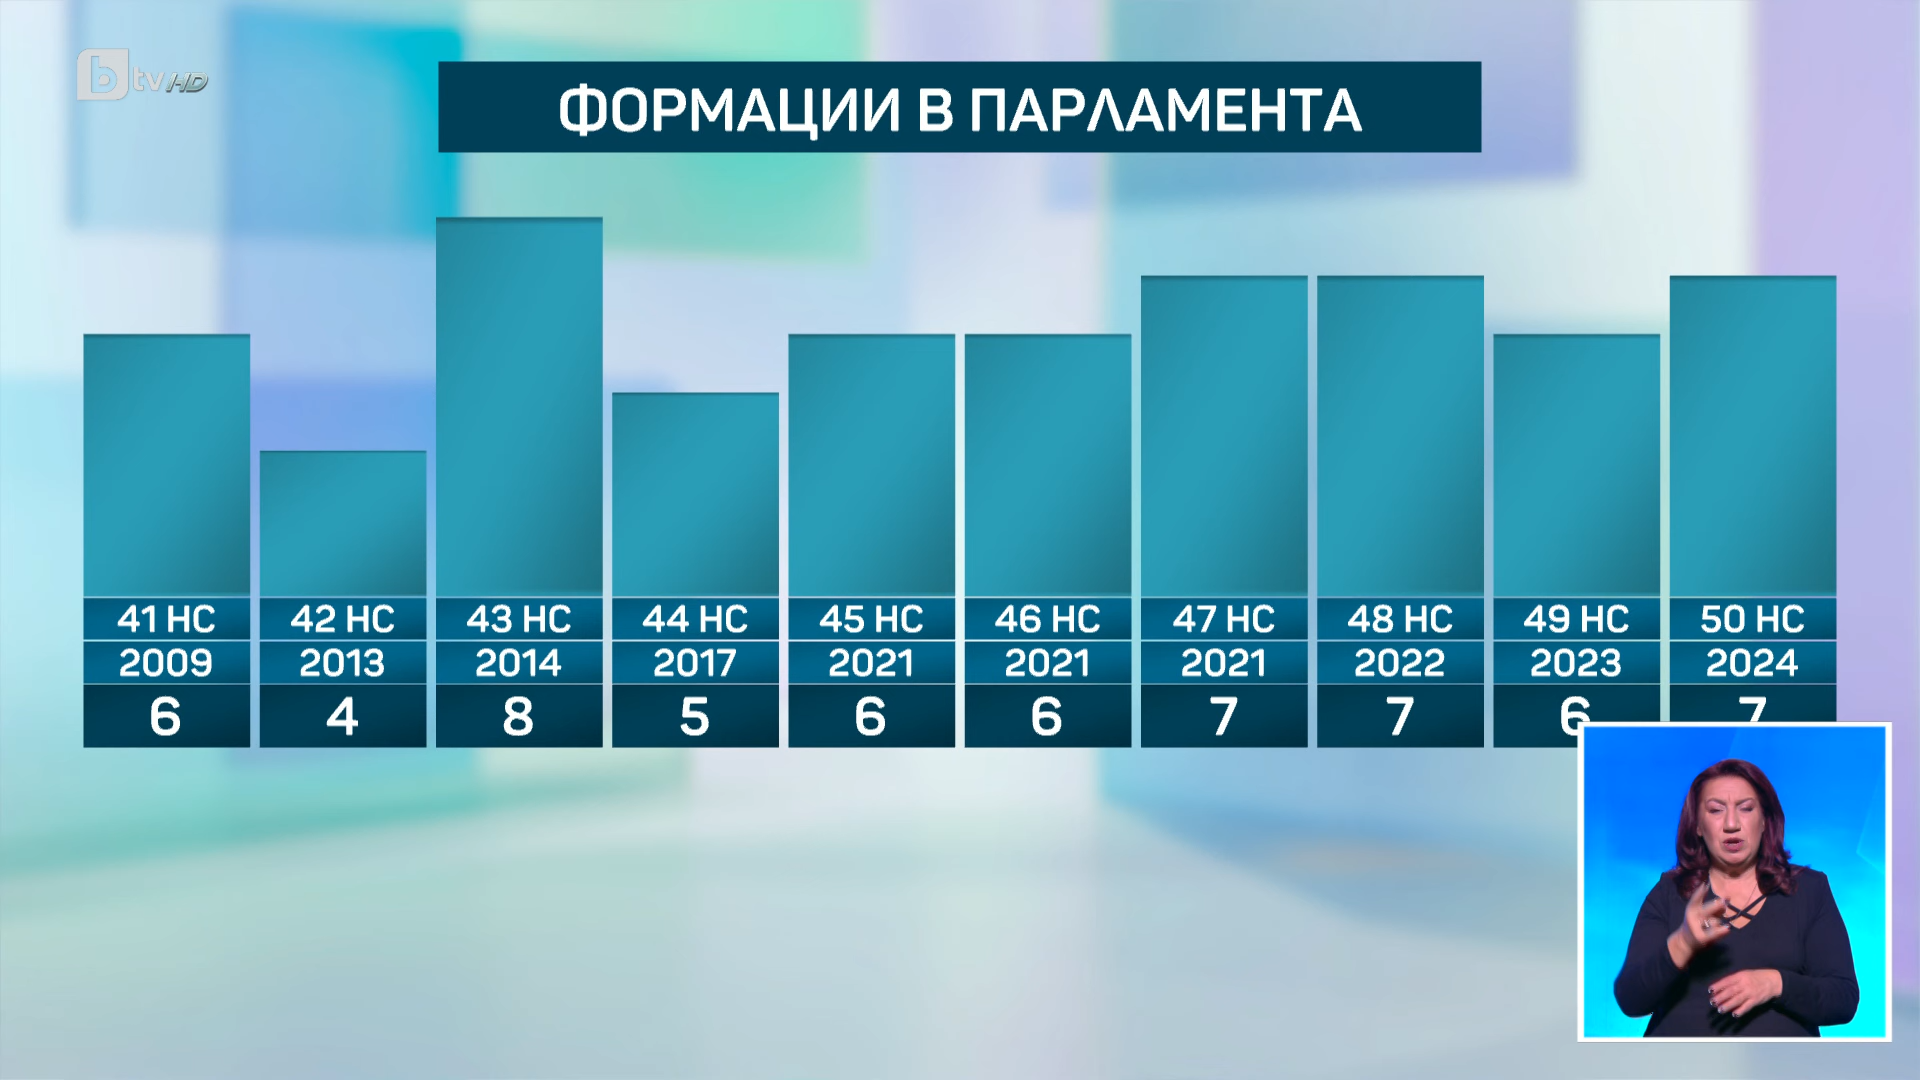 btvHD
ФОРМАЦИИ В ПАРЛАМЕНТА
41 НС 42 НС 43 НС 44 НС 45 НС 46 НС 47 НС 48 НС 49 НС 50 НС
2009 2013 2014 2017 2021 2021 2021 2022 2023 2024
6 4 8 5 6 6 7 7 6 7